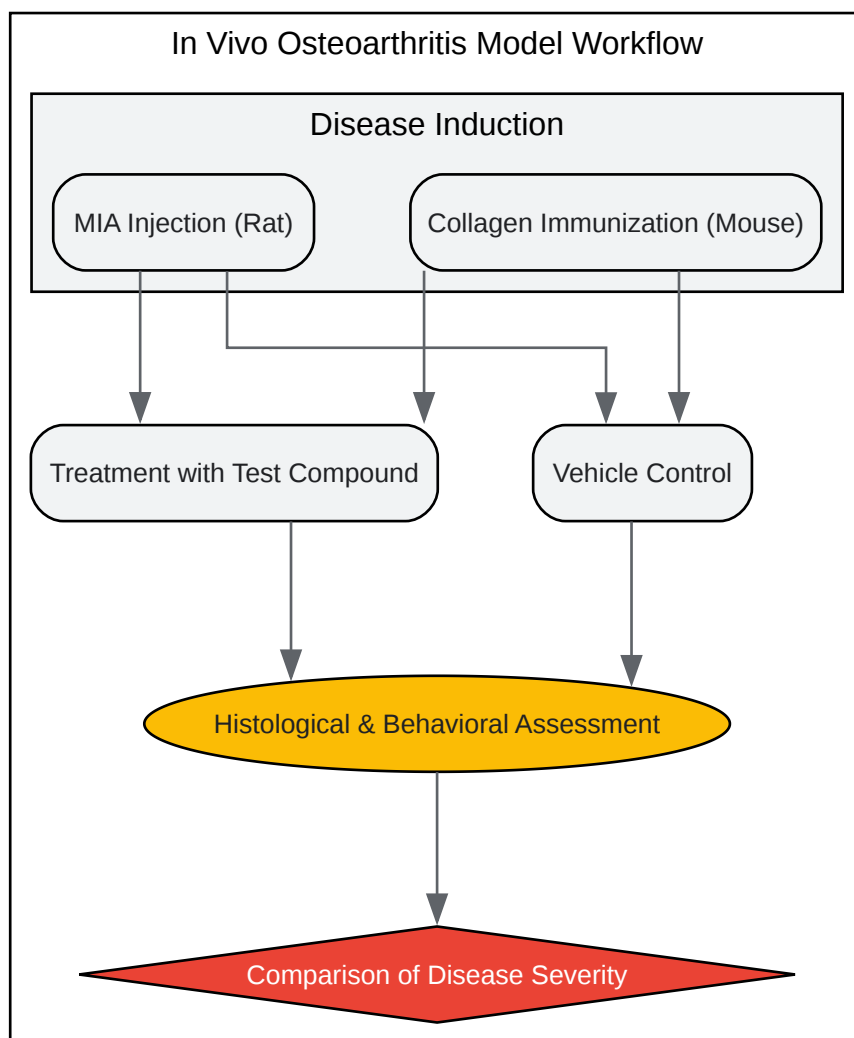 In Vivo Osteoarthritis Model Workflow
Disease Induction
MIA Injection (Rat)
Collagen Immunization (Mouse)
Treatment with Test Compound
Vehicle Control
Histological & Behavioral Assessment
Comparison of Disease Severity